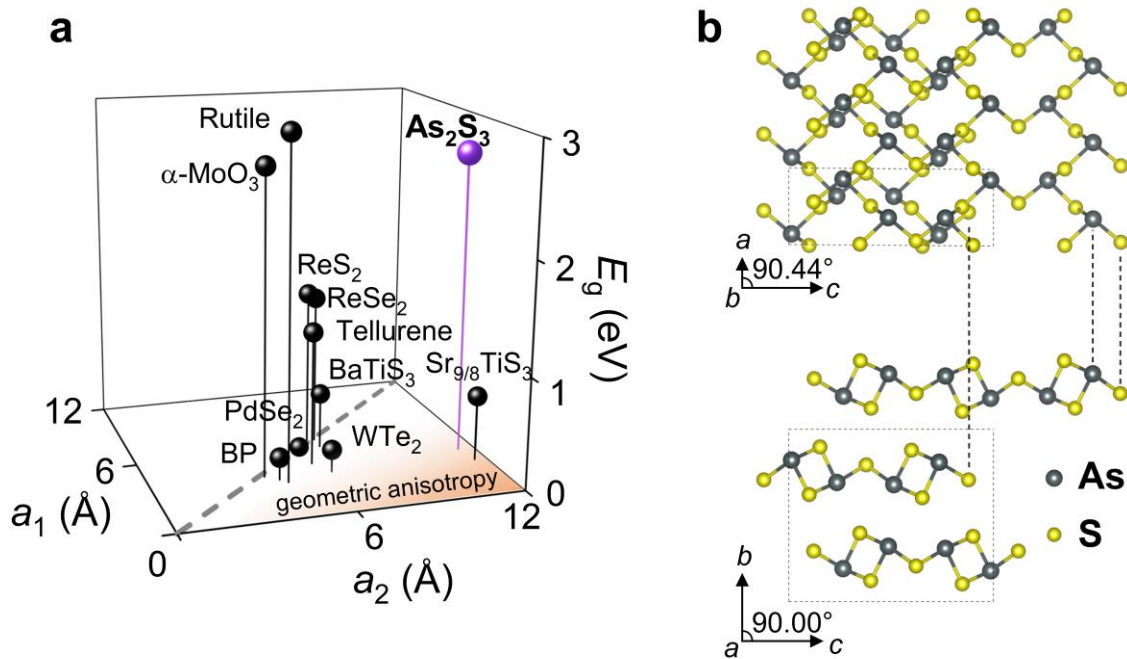 a
Rutile
As₂S₃
α-MoO₃
ReS₂
ReSe₂
Tellurene
BaTiS₃
Sr₉/₈TiS₃
PdSe₂
BP
WTe₂
geometric anisotropy
12
6
0
a₁ (Å)
6
12
a₂ (Å)
3
2
1
0
E_g (eV)
b
a
90.44°
b
c
As
S
b
90.00°
a
c